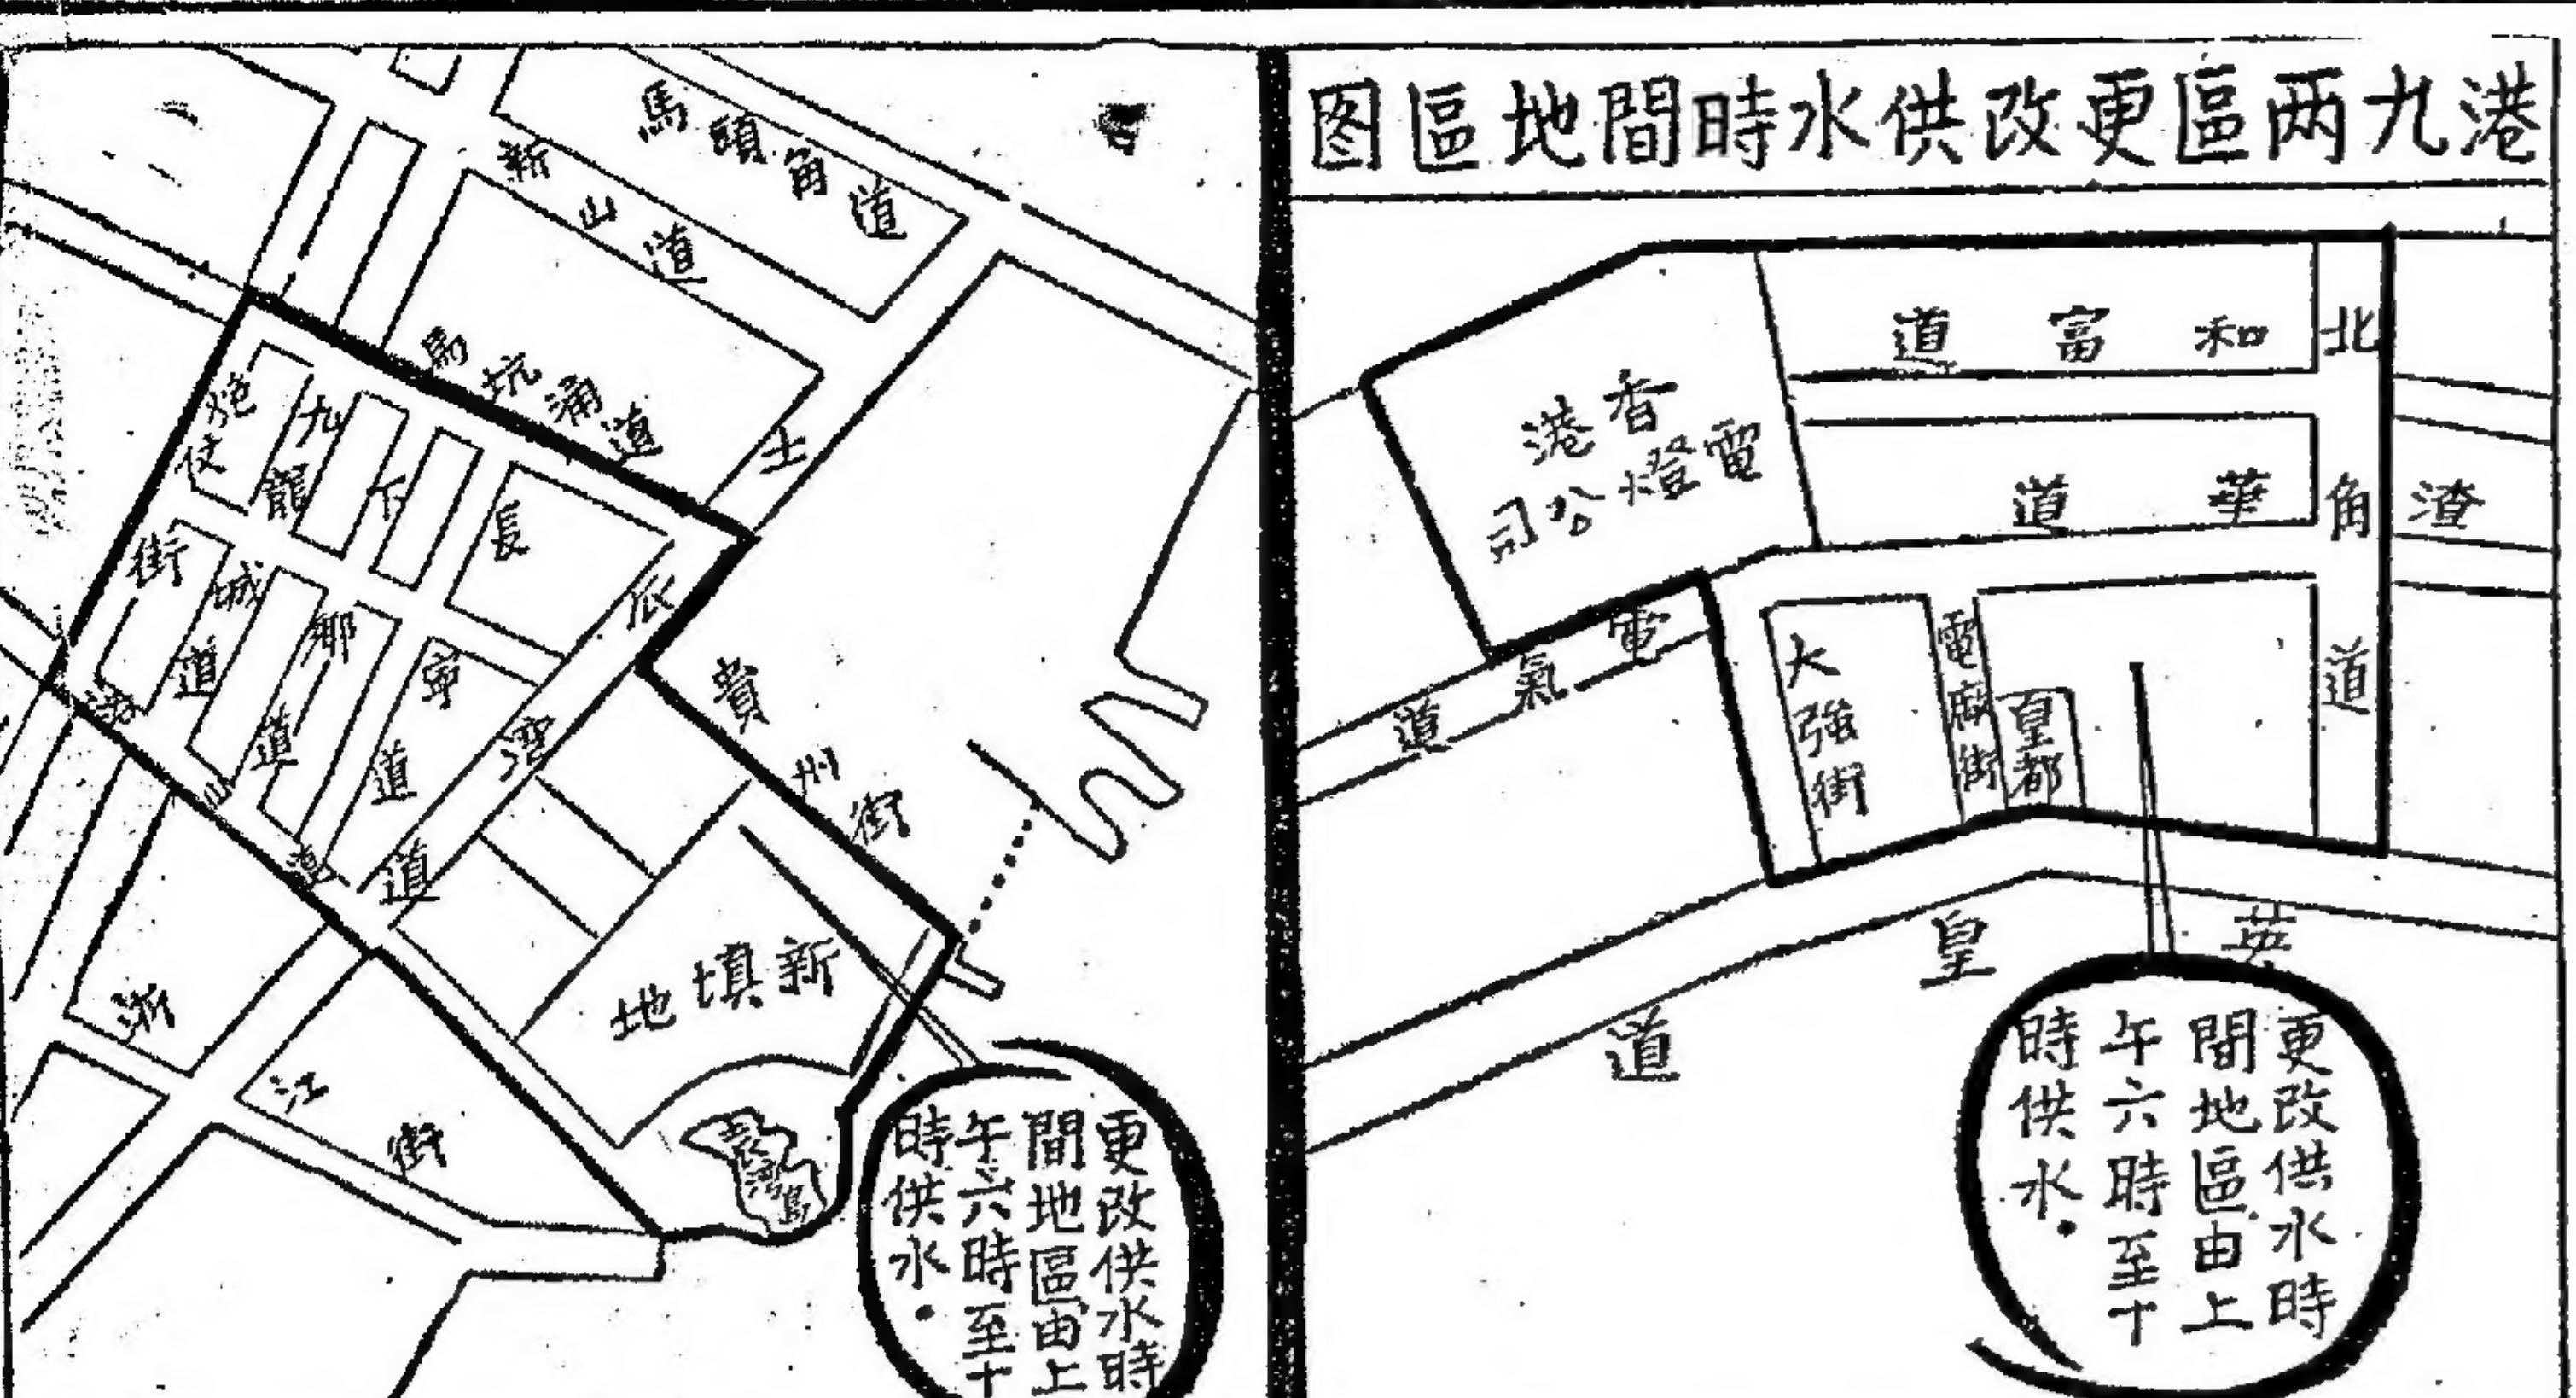 港九两區更改供水時間地區图
北角道
和富道
渣華道
香港
電燈公司
電氣道
大強街
電廠街
皇都
英皇道
更改供水時
間地區由上
午六時至十
時供水.
馬頭角道
新山道
馬坑涌道
炮仗街
九龍城道
下鄉道
長寧道
土瓜灣道
貴州街
浙江街
新填地
更改供水時
間地區由上
午六時至十
時供水.